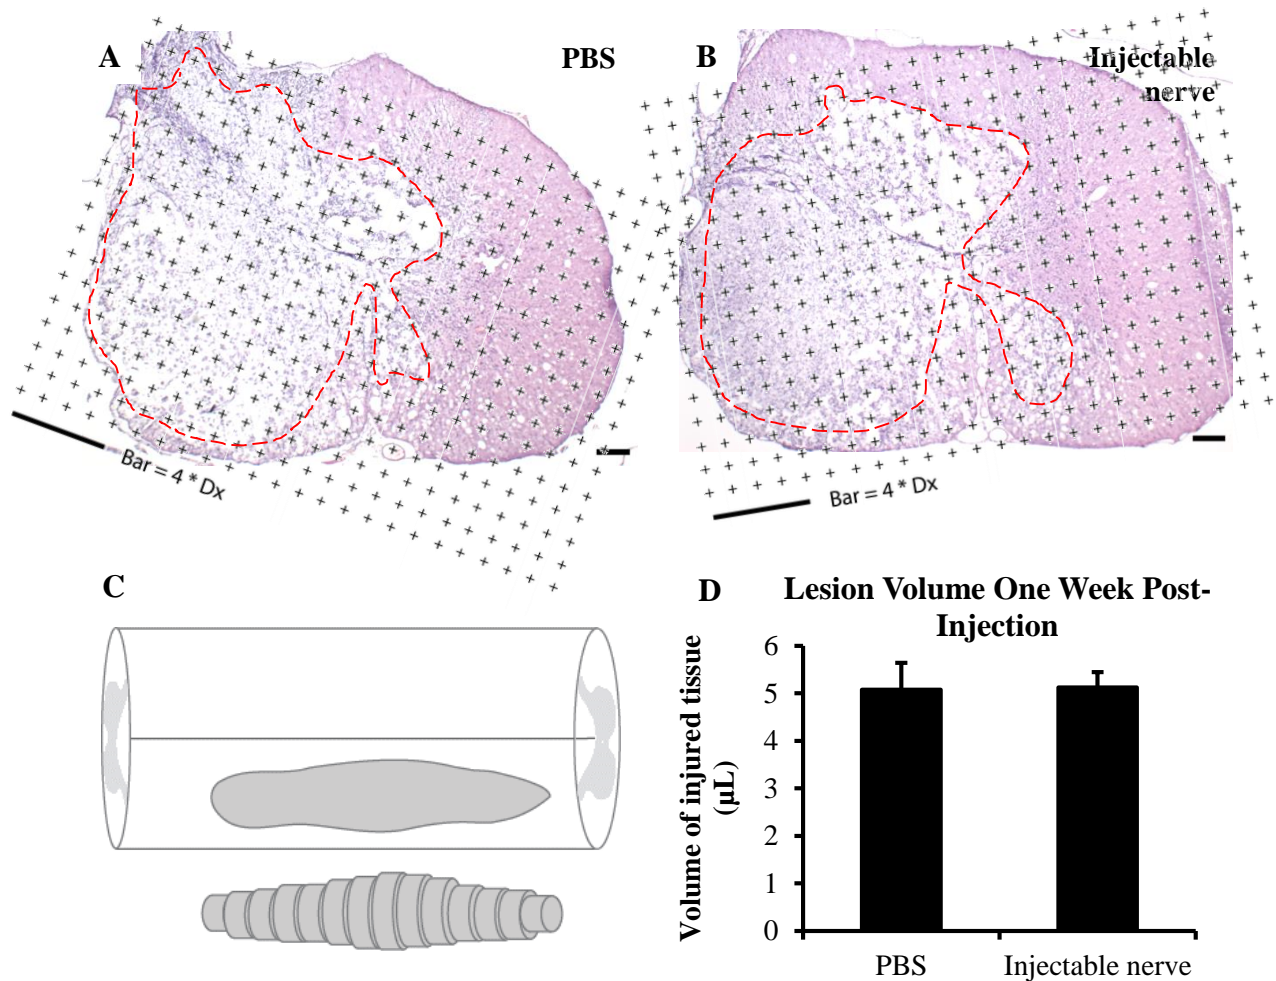 A
PBS
B
Injectable
nerve
Bar = 4 * Dx
Bar = 4 * Dx
C
D
Lesion Volume One Week Post-
Injection
Volume of injured tissue
(µL)
6
5
4
3
2
1
0
PBS
Injectable nerve